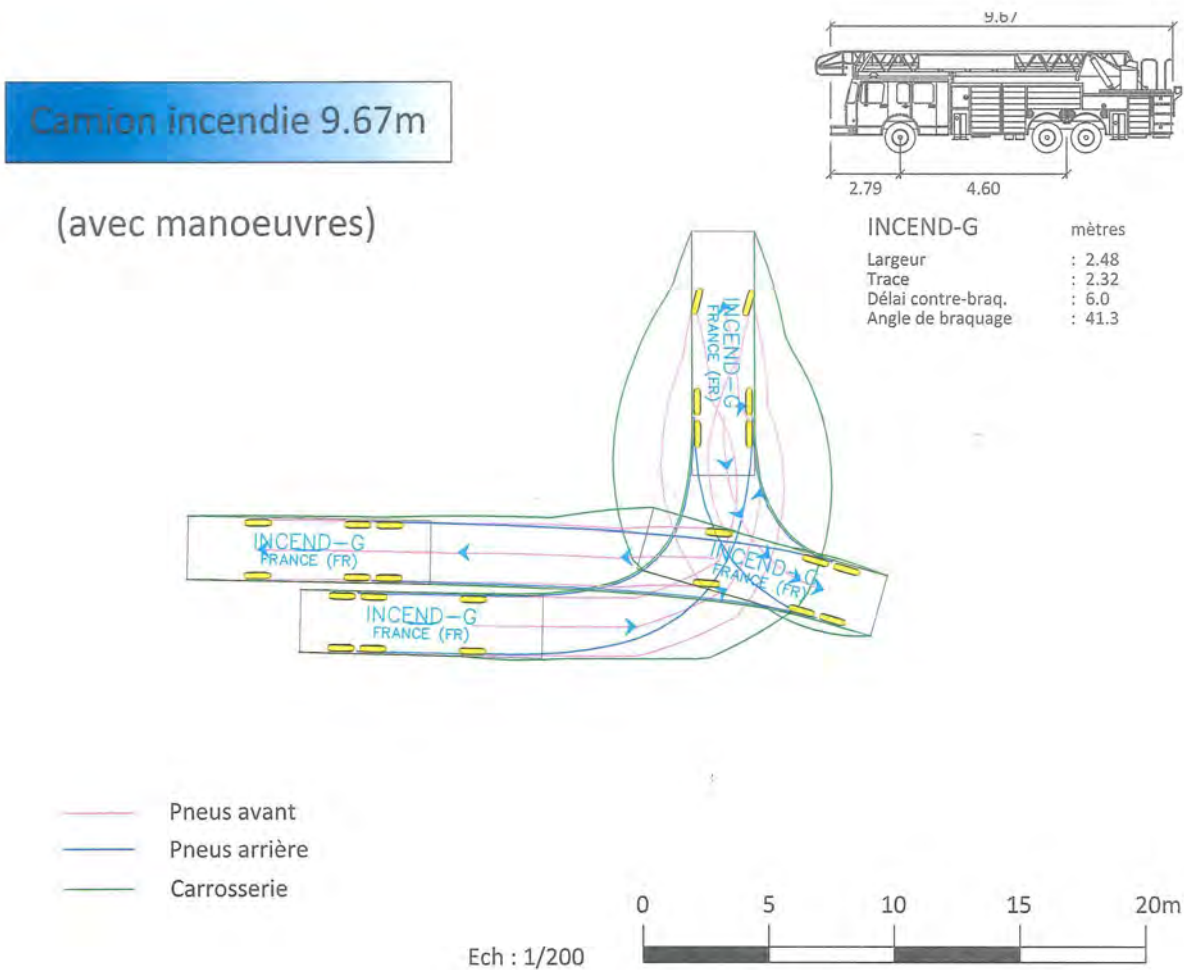 9.67
Camion incendie 9.67m
(avec manoeuvres)
2.79
4.60
INCEND-G mètres
Largeur : 2.48
Trace : 2.32
Délai contre-braq. : 6.0
Angle de braquage : 41.3
INCEND-G
FRANCE (FR)
INCEND-G
FRANCE (FR)
INCEND-G
FRANCE (FR)
INCEND-G
FRANCE (FR)
Pneus avant
Pneus arrière
Carrosserie
0 5 10 15 20m
Ech : 1/200